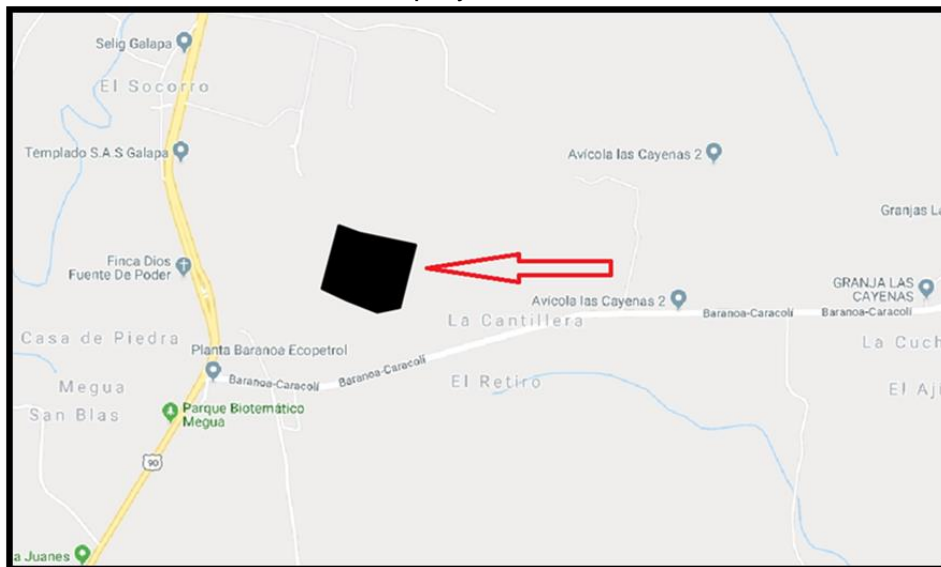 Selig Galapa
El Socorro
Templado S.A.S Galapa
Avícola las Cayenas 2
Granjas La
Finca Dios
Fuente De Poder
GRANJA LAS
CAYENAS
Avícola las Cayenas 2
Baranoa-Caracolí
Baranoa-Caracolí
La Cantillera
Casa de Piedra
La Cuch
Planta Baranoa Ecopetrol
Baranoa-Caracolí
Baranoa-Caracolí
El Retiro
Megua
El Aji
San Blas
Parque Biotemático
Megua
90
a Juanes